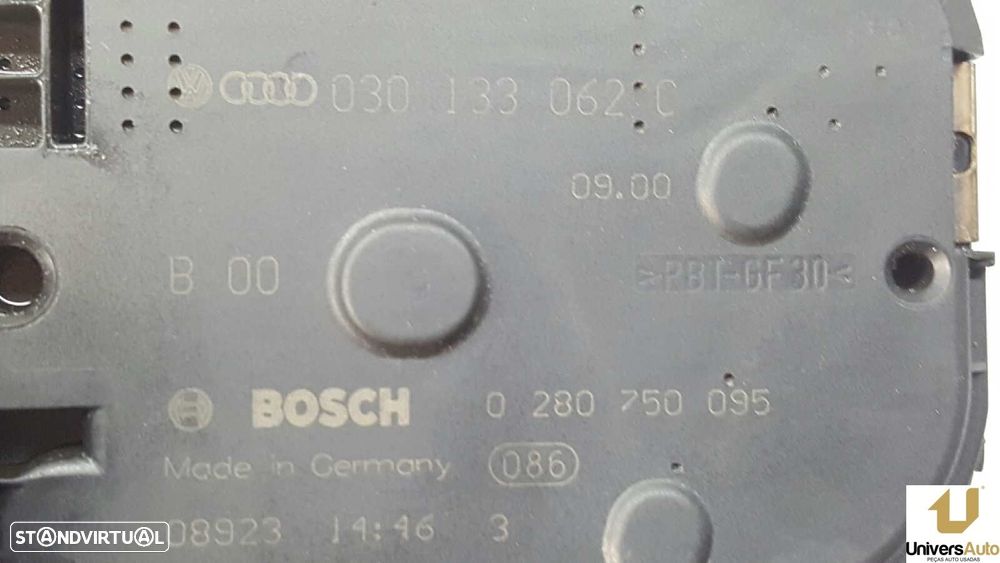 030 133 062 C
09.00
B 00
>PBT-GF30<
BOSCH 0 280 750 095
Made in Germany 086
08923 14:46 3
STANDVIRTUAL
UniversAuto
PEÇAS AUTO USADAS